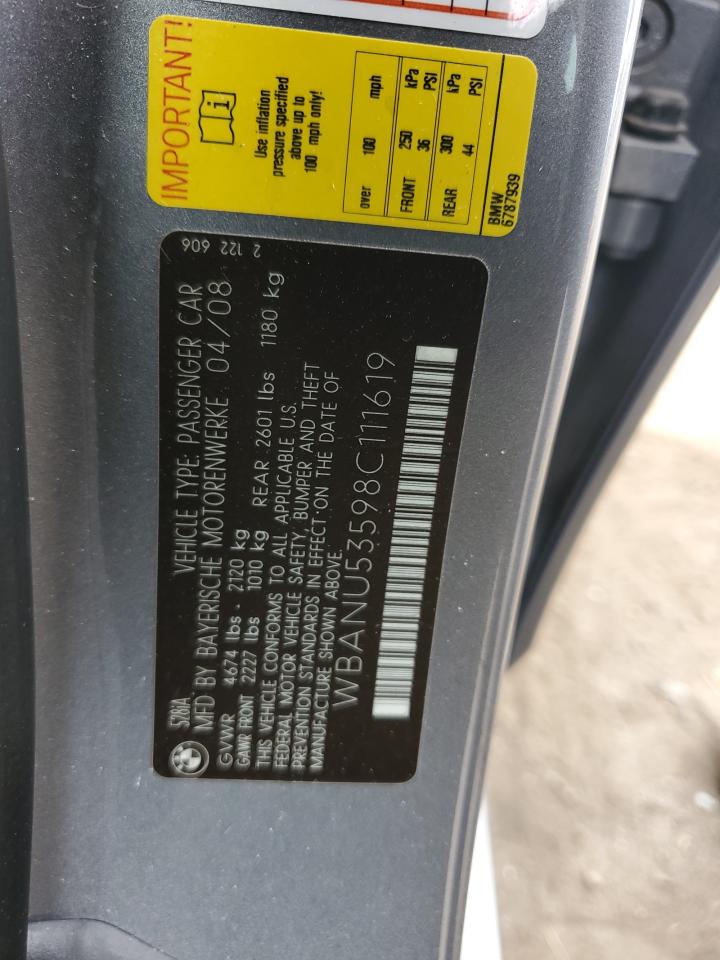 IMPORTANT!
i
Use inflation
pressure specified
above up to
100 mph only!
over 100 mph
FRONT 250 kPa
36 PSI
REAR 300 kPa
44 PSI
BMW
6787939
2 122 606
528IA VEHICLE TYPE: PASSENGER CAR
MFD BY BAYERISCHE MOTORENWERKE 04/08
GVWR 4674 lbs · 2120 kg
GAWR FRONT 2227 lbs 1010 kg REAR 2601 lbs 1180 kg
THIS VEHICLE CONFORMS TO ALL APPLICABLE U.S.
FEDERAL MOTOR VEHICLE SAFETY, BUMPER AND THEFT
PREVENTION STANDARDS IN EFFECT ON THE DATE OF
MANUFACTURE SHOWN ABOVE.
WBANU53598C111619